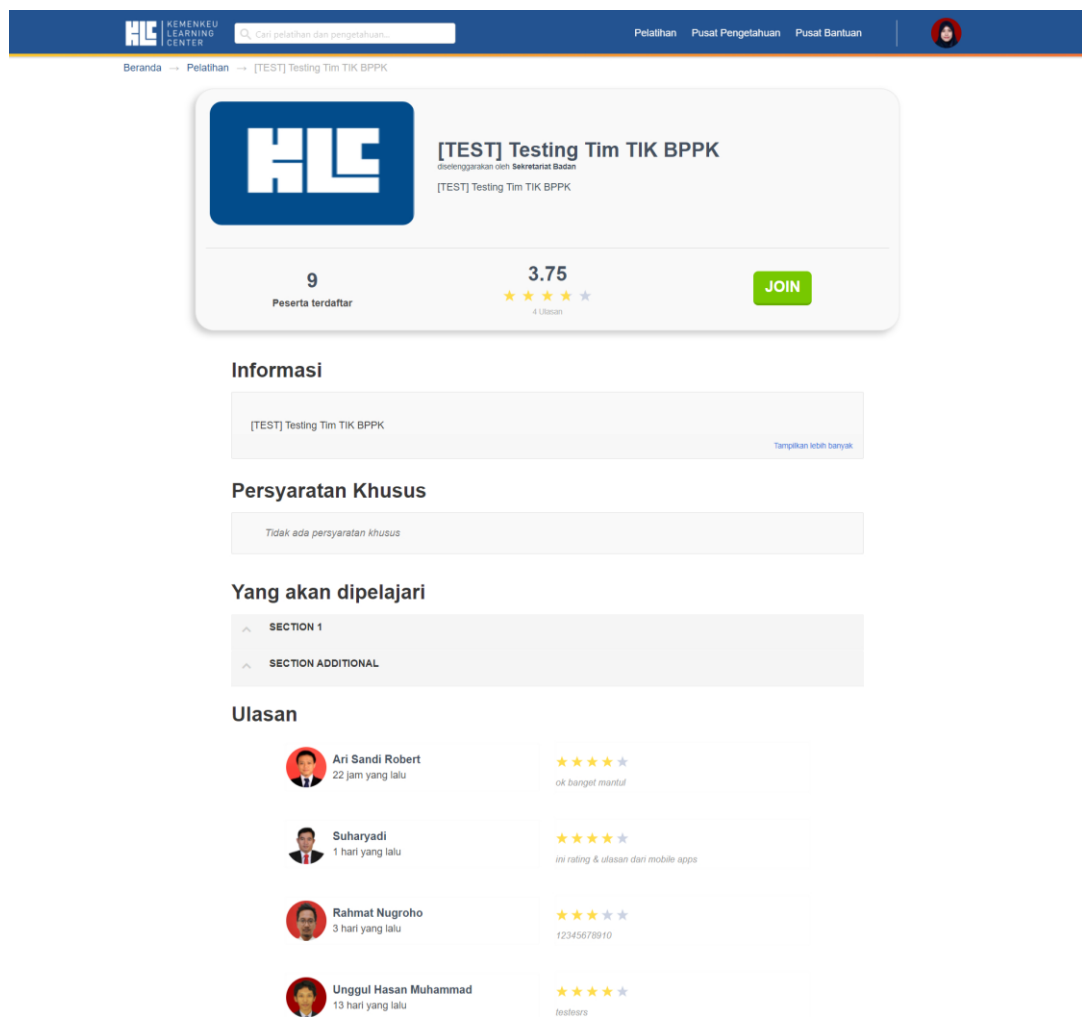 HLC KEMENKEU
LEARNING
CENTER
Cari pelatihan dan pengetahuan...
Pelatihan Pusat Pengetahuan Pusat Bantuan
Beranda → Pelatihan → [TEST] Testing Tim TIK BPPK
HLC
[TEST] Testing Tim TIK BPPK
diselenggarakan oleh Sekretariat Badan
[TEST] Testing Tim TIK BPPK
9
Peserta terdaftar
3.75
4 Ulasan
JOIN
Informasi
[TEST] Testing Tim TIK BPPK
Tampilkan lebih banyak
Persyaratan Khusus
Tidak ada persyaratan khusus
Yang akan dipelajari
SECTION 1
SECTION ADDITIONAL
Ulasan
Ari Sandi Robert
22 jam yang lalu
ok banget mantul
Suharyadi
1 hari yang lalu
ini rating & ulasan dari mobile apps
Rahmat Nugroho
3 hari yang lalu
12345678910
Unggul Hasan Muhammad
13 hari yang lalu
testesrs